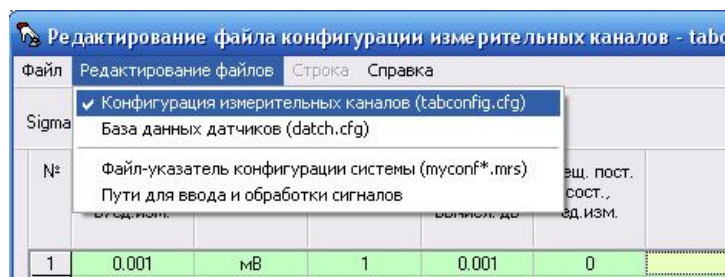 Редактирование файла конфигурации измерительных каналов - tabc
Файл Редактирование файлов Строка Справка
✓ Конфигурация измерительных каналов (tabconfig.cfg)
Sigma
База данных датчиков (datch.cfg)
Файл-указатель конфигурации системы (myconf*.mrs)
Пути для ввода и обработки сигналов
№ ещ. пост.
сост.,
ед.изм.
1 0.001 мВ 1 0.001 0